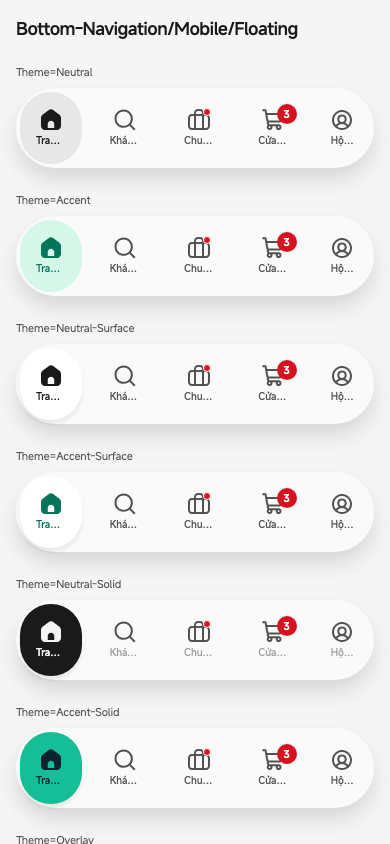 Bottom-Navigation/Mobile/Floating
Theme=Neutral
3
Tra... Khá... Chu... Cửa... Hộ...
Theme=Accent
3
Tra... Khá... Chu... Cửa... Hộ...
Theme=Neutral-Surface
3
Tra... Khá... Chu... Cửa... Hộ...
Theme=Accent-Surface
3
Tra... Khá... Chu... Cửa... Hộ...
Theme=Neutral-Solid
3
Tra... Khá... Chu... Cửa... Hộ...
Theme=Accent-Solid
3
Tra... Khá... Chu... Cửa... Hộ...
Theme=Overlay